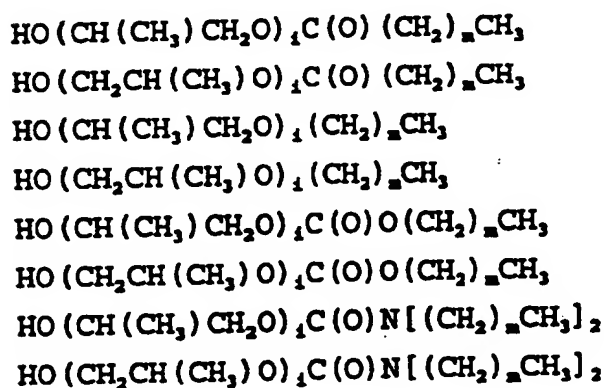 HO(CH(CH₃)CH₂O)ᵢC(O)(CH₂)ₘCH₃
HO(CH₂CH(CH₃)O)ᵢC(O)(CH₂)ₘCH₃
HO(CH(CH₃)CH₂O)ᵢ(CH₂)ₘCH₃
HO(CH₂CH(CH₃)O)ᵢ(CH₂)ₘCH₃
HO(CH(CH₃)CH₂O)ᵢC(O)O(CH₂)ₘCH₃
HO(CH₂CH(CH₃)O)ᵢC(O)O(CH₂)ₘCH₃
HO(CH(CH₃)CH₂O)ᵢC(O)N[(CH₂)ₘCH₃]₂
HO(CH₂CH(CH₃)O)ᵢC(O)N[(CH₂)ₘCH₃]₂